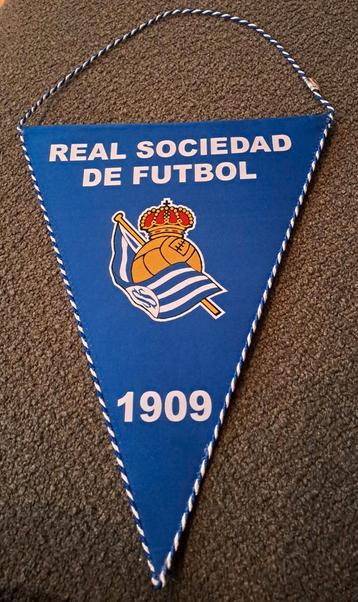 REAL SOCIEDAD
DE FUTBOL
1909